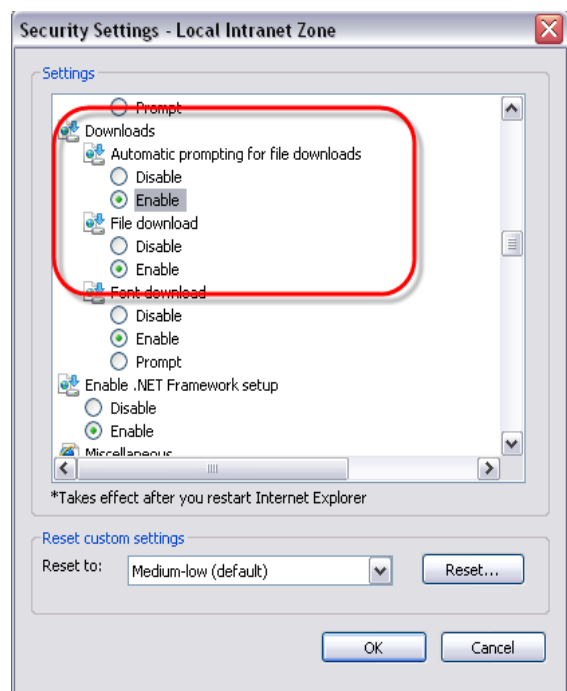 Security Settings - Local Intranet Zone
Settings
Prompt
Downloads
Automatic prompting for file downloads
Disable
Enable
File download
Disable
Enable
Font download
Disable
Enable
Prompt
Enable .NET Framework setup
Disable
Enable
Miscellaneous
*Takes effect after you restart Internet Explorer
Reset custom settings
Reset to: Medium-low (default) Reset...
OK Cancel